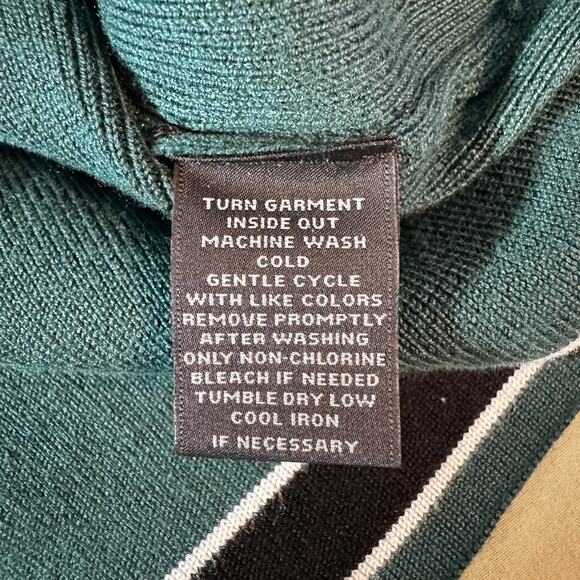 TURN GARMENT
INSIDE OUT
MACHINE WASH
COLD
GENTLE CYCLE
WITH LIKE COLORS
REMOVE PROMPTLY
AFTER WASHING
ONLY NON-CHLORINE
BLEACH IF NEEDED
TUMBLE DRY LOW
COOL IRON
IF NECESSARY